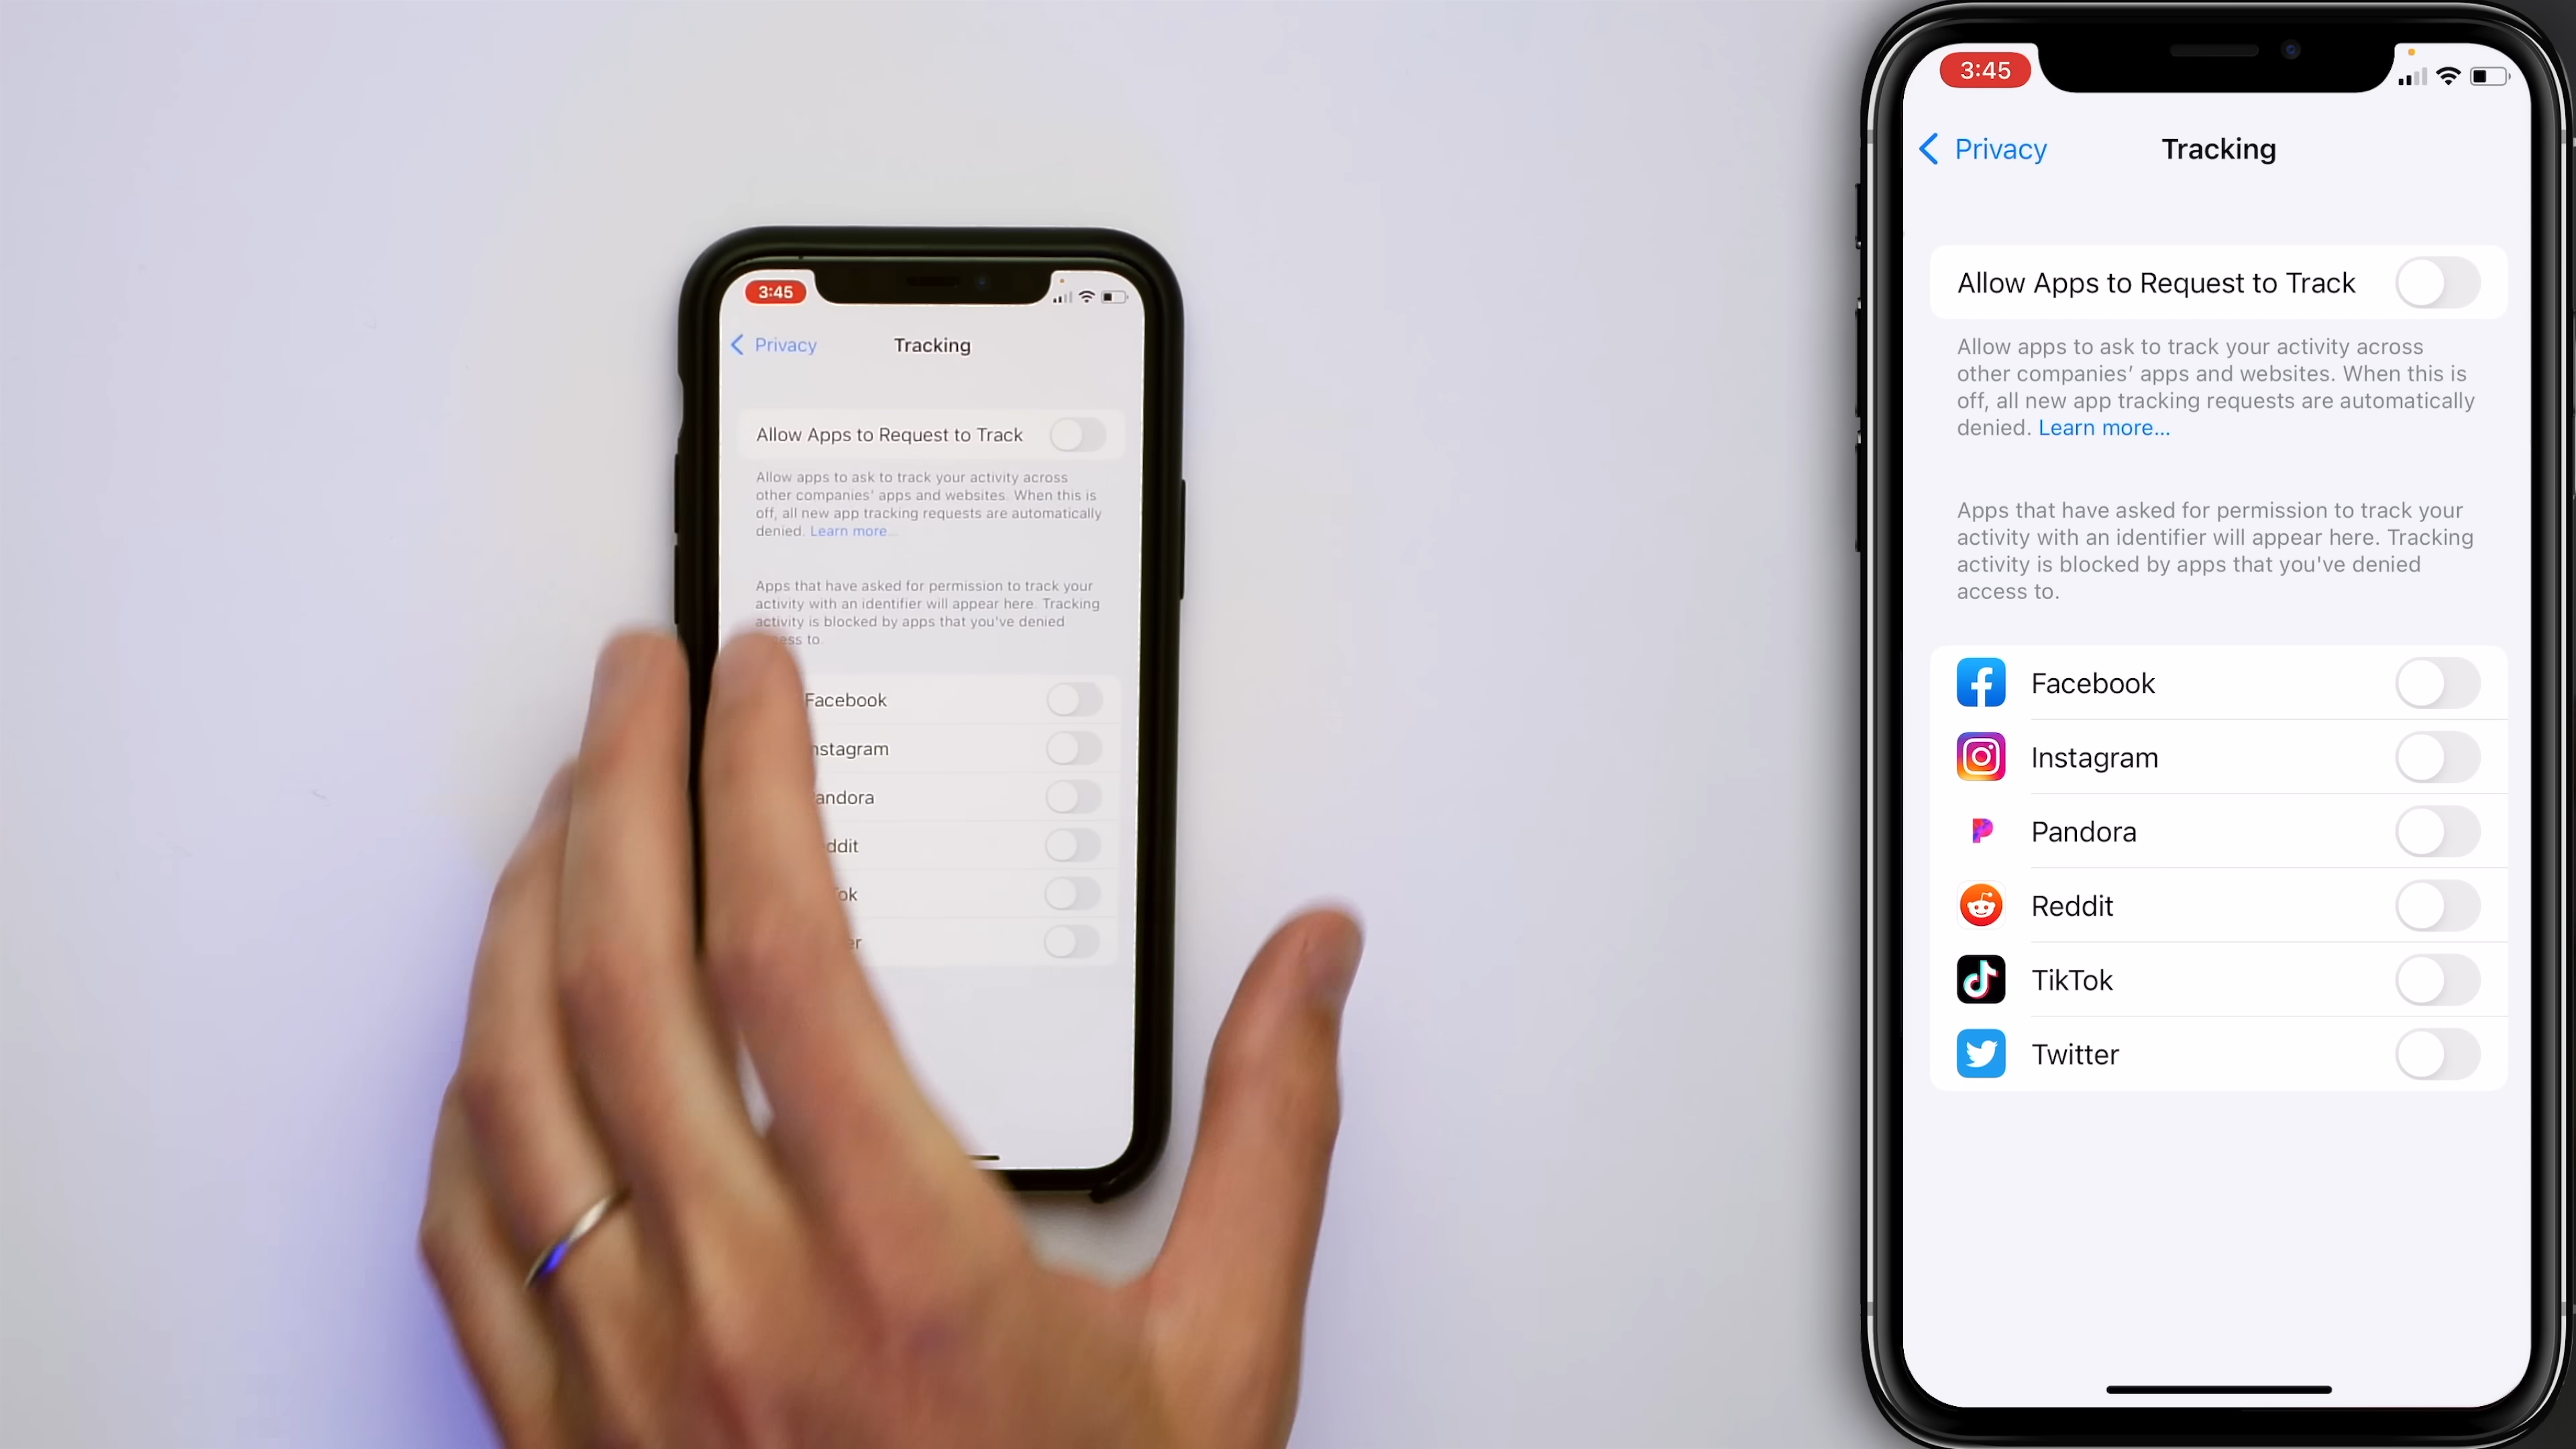 3:45
Privacy
Tracking
Allow Apps to Request to Track
Allow apps to ask to track your activity across
other companies' apps and websites. When this is
off, all new app tracking requests are automatically
denied. Learn more...
Apps that have asked for permission to track your
activity with an identifier will appear here. Tracking
activity is blocked by apps that you've denied
to.
Facebook
nstagram
andora
ddit
ok
er
3:45
Privacy
Tracking
Allow Apps to Request to Track
Allow apps to ask to track your activity across
other companies’ apps and websites. When this is
off, all new app tracking requests are automatically
denied. Learn more...
Apps that have asked for permission to track your
activity with an identifier will appear here. Tracking
activity is blocked by apps that you've denied
access to.
Facebook
Instagram
Pandora
Reddit
TikTok
Twitter